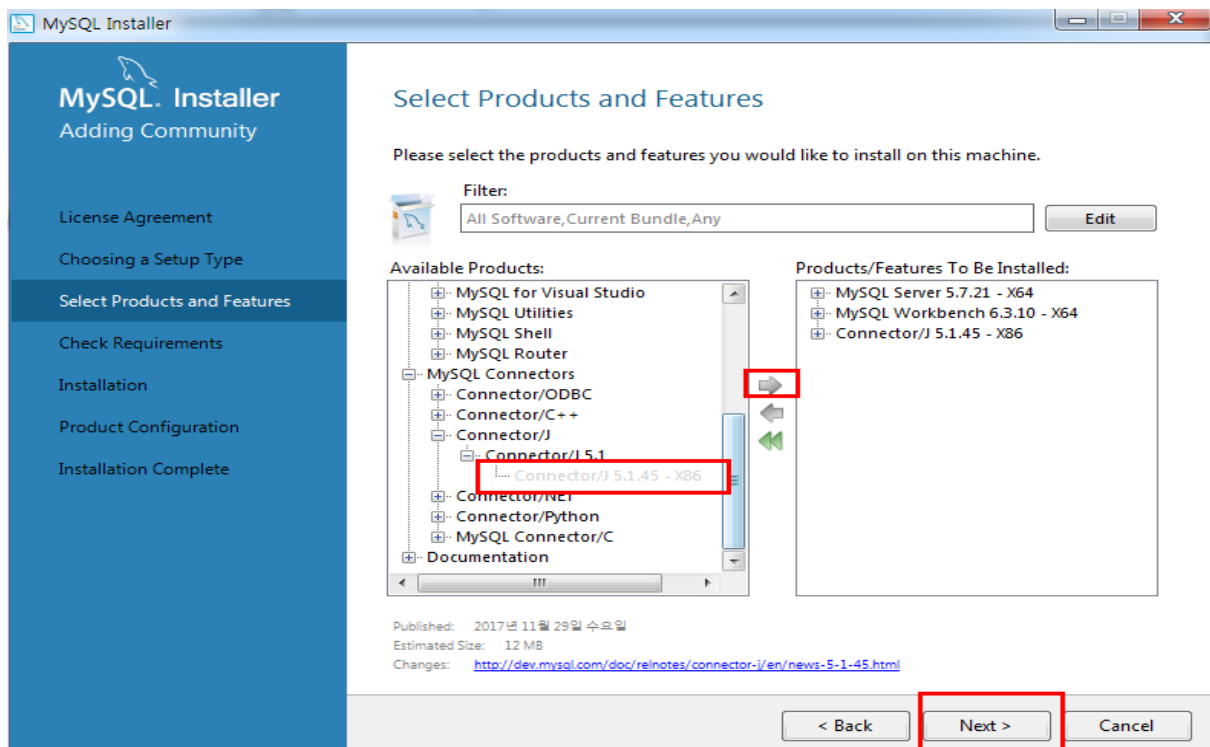 MySQL Installer
MySQL. Installer
Adding Community
License Agreement
Choosing a Setup Type
Select Products and Features
Check Requirements
Installation
Product Configuration
Installation Complete
Select Products and Features
Please select the products and features you would like to install on this machine.
Filter:
All Software,Current Bundle,Any
Edit
Available Products:
MySQL for Visual Studio
MySQL Utilities
MySQL Shell
MySQL Router
MySQL Connectors
Connector/ODBC
Connector/C++
Connector/J
Connector/J 5.1
Connector/J 5.1.45 - X86
Connector/NET
Connector/Python
MySQL Connector/C
Documentation
Products/Features To Be Installed:
MySQL Server 5.7.21 - X64
MySQL Workbench 6.3.10 - X64
Connector/J 5.1.45 - X86
Published: 2017년 11월 29일 수요일
Estimated Size: 12 MB
Changes: http://dev.mysql.com/doc/relnotes/connector-j/en/news-5-1-45.html
< Back
Next >
Cancel